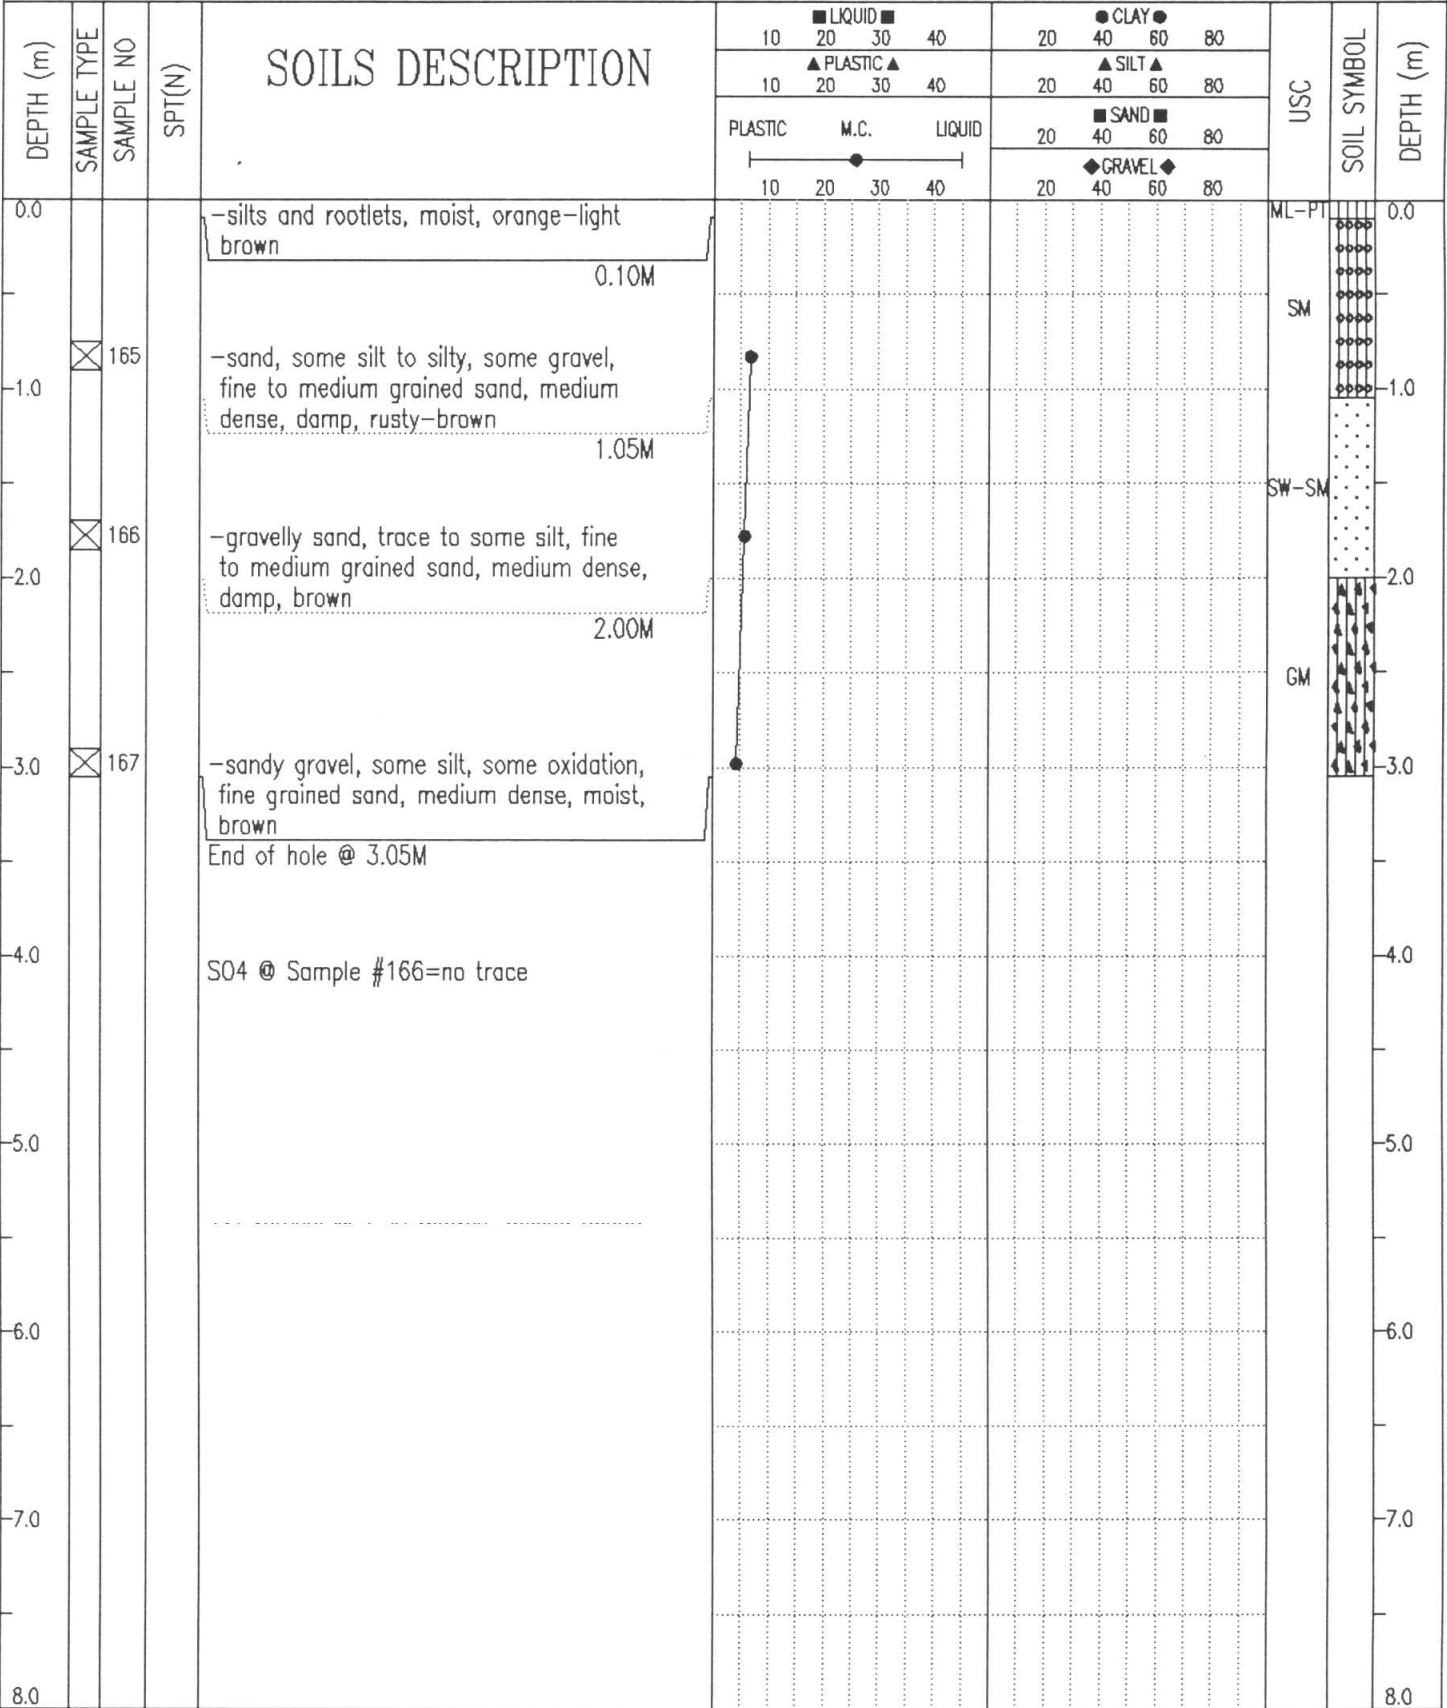 DEPTH (m)
SAMPLE TYPE
SAMPLE NO
SPT(N)
SOILS DESCRIPTION
■ LIQUID ■
10 20 30 40
▲ PLASTIC ▲
10 20 30 40
PLASTIC M.C. LIQUID
10 20 30 40
● CLAY ●
20 40 60 80
▲ SILT ▲
20 40 60 80
■ SAND ■
20 40 60 80
◆ GRAVEL ◆
20 40 60 80
USC
SOIL SYMBOL
DEPTH (m)
0.0
-silts and rootlets, moist, orange-light
brown
0.10M
ML-PT
0.0
SM
165
-sand, some silt to silty, some gravel,
fine to medium grained sand, medium
dense, damp, rusty-brown
1.0
1.0
1.05M
SW-SM
166
-gravelly sand, trace to some silt, fine
to medium grained sand, medium dense,
damp, brown
2.0
2.0
2.00M
GM
167
-sandy gravel, some silt, some oxidation,
fine grained sand, medium dense, moist,
brown
3.0
3.0
End of hole @ 3.05M
4.0
4.0
SO4 @ Sample #166=no trace
5.0
5.0
6.0
6.0
7.0
7.0
8.0
8.0